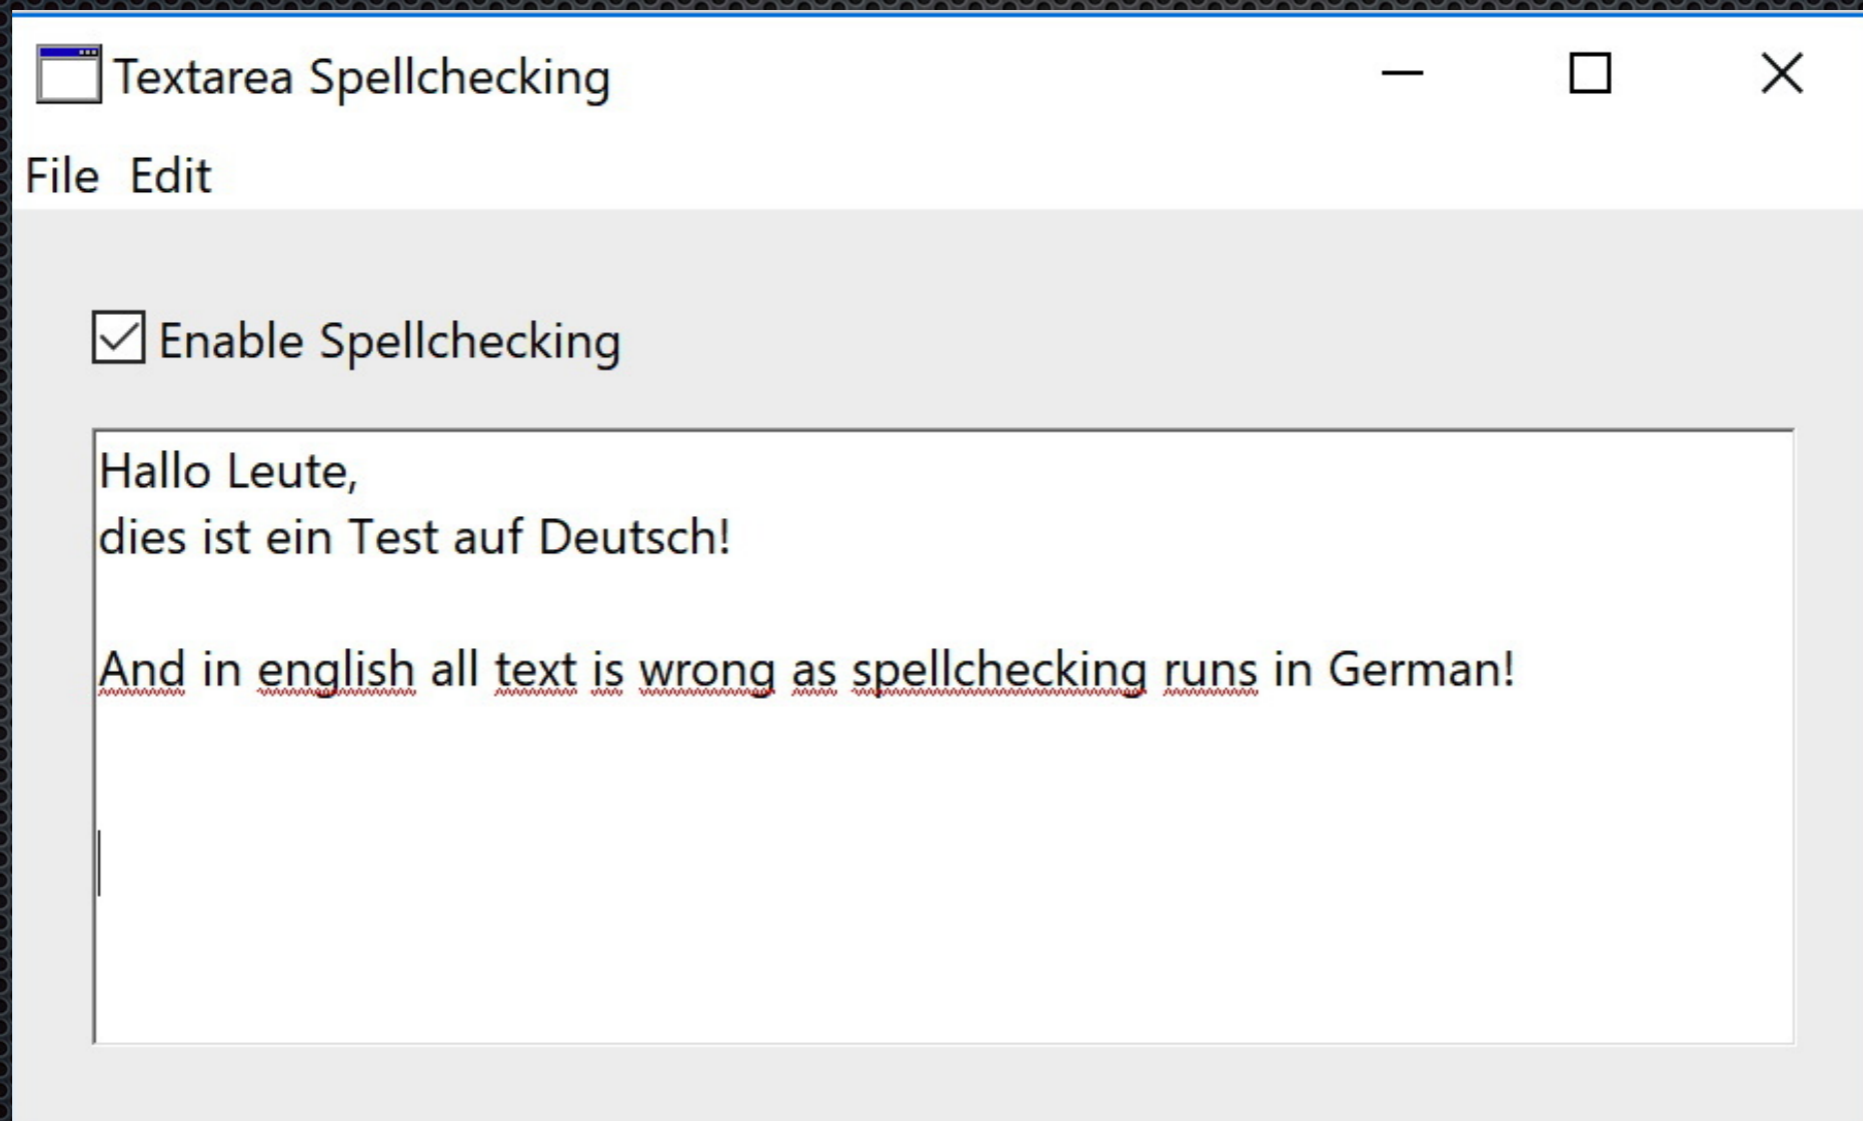 Textarea Spellchecking
File Edit
Enable Spellchecking
Hallo Leute,
dies ist ein Test auf Deutsch!
And in english all text is wrong as spellchecking runs in German!